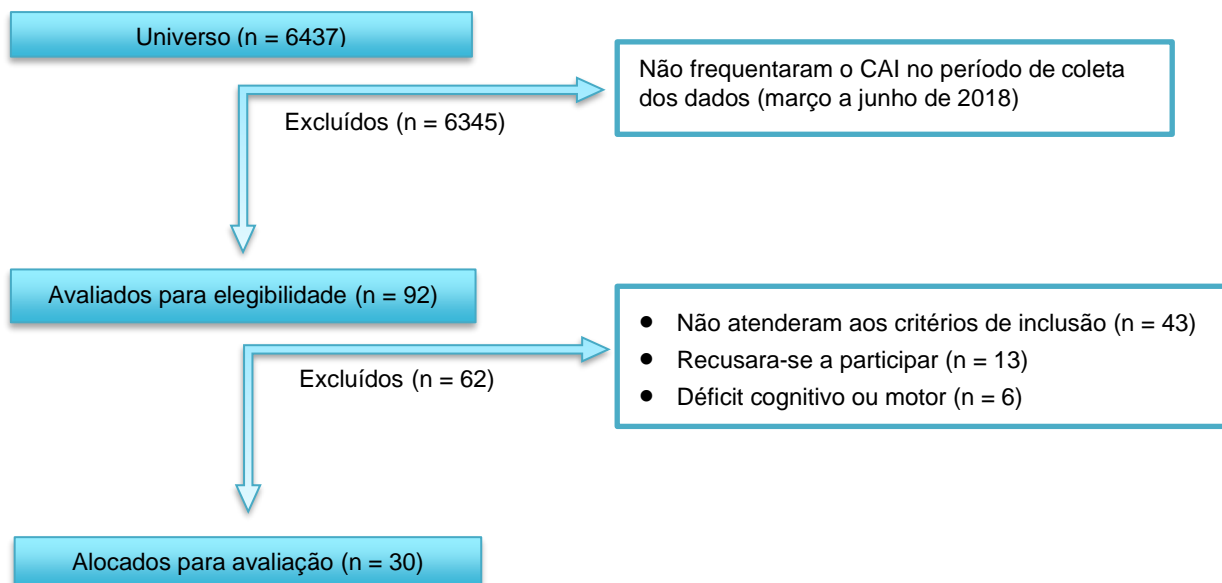 Universo (n = 6437)
Não frequentaram o CAI no período de coleta
dos dados (março a junho de 2018)
Excluídos (n = 6345)
Avaliados para elegibilidade (n = 92)
● Não atenderam aos critérios de inclusão (n = 43)
● Recusara-se a participar (n = 13)
● Déficit cognitivo ou motor (n = 6)
Excluídos (n = 62)
Alocados para avaliação (n = 30)